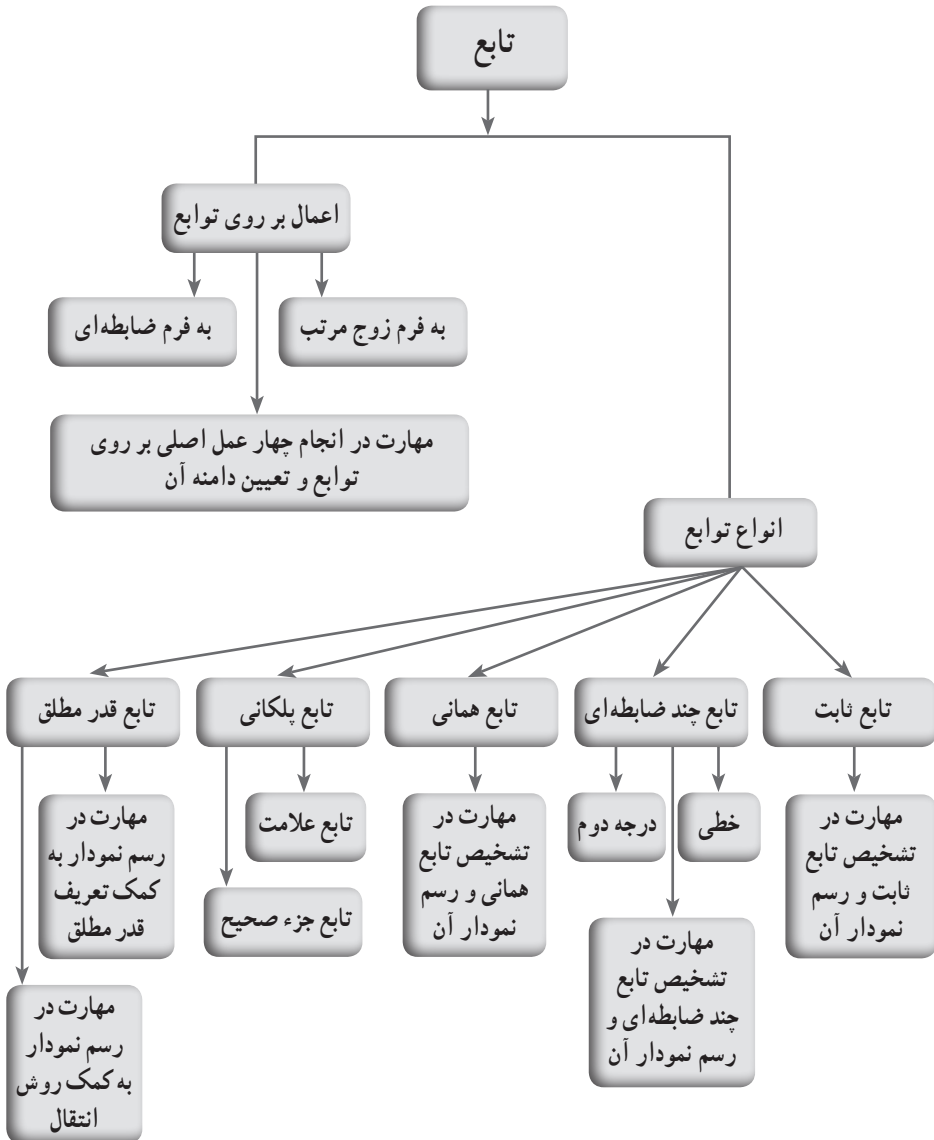 تابع
اعمال بر روی توابع
به فرم زوج مرتب
به فرم ضابطه‌ای
مهارت در انجام چهار عمل اصلی بر روی
توابع و تعیین دامنه آن
انواع توابع
تابع ثابت
مهارت در
تشخیص تابع
ثابت و رسم
نمودار آن
تابع چند ضابطه‌ای
خطی
درجه دوم
مهارت در
تشخیص تابع
چند ضابطه‌ای و
رسم نمودار آن
تابع همانی
مهارت در
تشخیص تابع
همانی و رسم
نمودار آن
تابع پلکانی
تابع علامت
تابع جزء صحیح
تابع قدر مطلق
مهارت در
رسم نمودار به
کمک تعریف
قدر مطلق
مهارت در
رسم نمودار
به کمک روش
انتقال